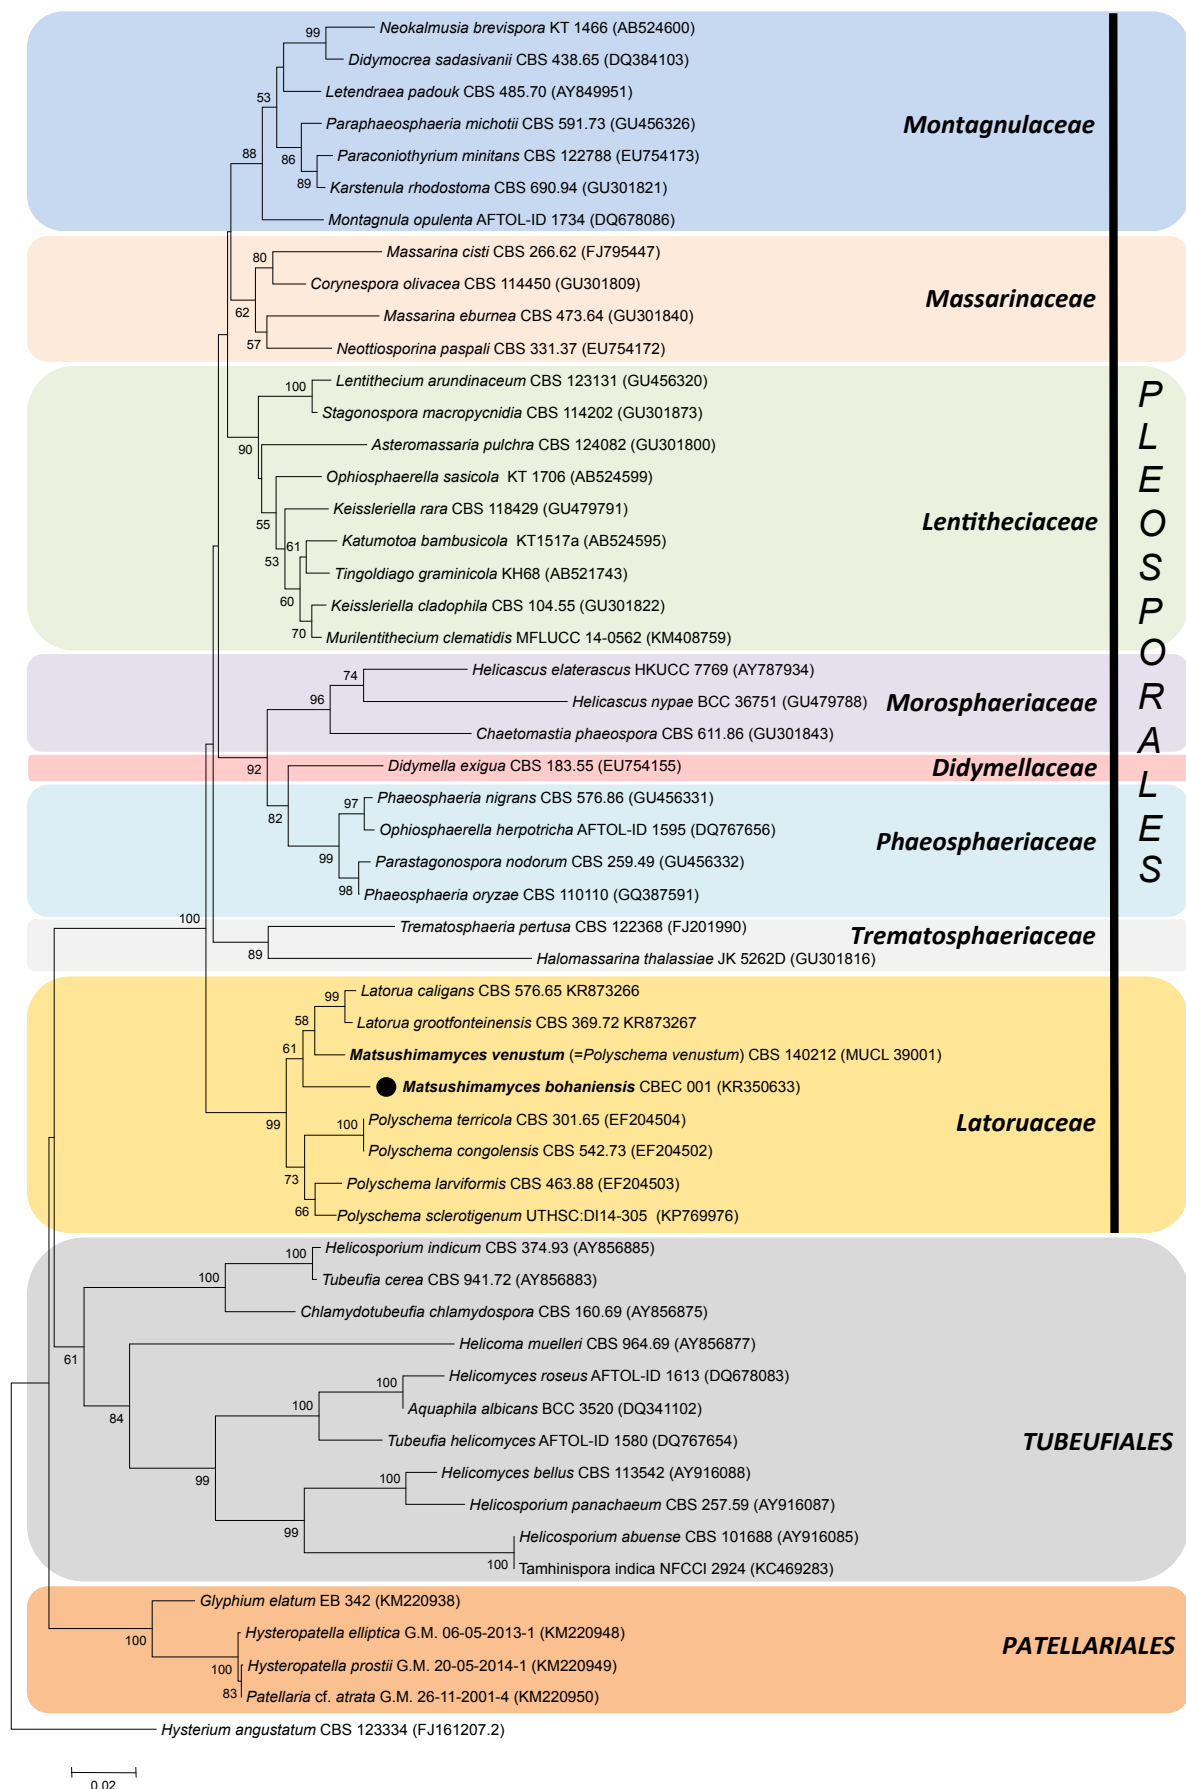 Neokalmusia brevispora KT 1466 (AB524600)
99
Didymocrea sadasivanii CBS 438.65 (DQ384103)
Letendraea padouk CBS 485.70 (AY849951)
53
Paraphaeosphaeria michotii CBS 591.73 (GU456326)
Montagnulaceae
88
86
Paraconiothyrium minitans CBS 122788 (EU754173)
89
Karstenula rhodostoma CBS 690.94 (GU301821)
Montagnula opulenta AFTOL-ID 1734 (DQ678086)
Massarina cisti CBS 266.62 (FJ795447)
80
Corynespora olivacea CBS 114450 (GU301809)
Massarinaceae
62
Massarina eburnea CBS 473.64 (GU301840)
57
Neottiosporina paspali CBS 331.37 (EU754172)
Lentithecium arundinaceum CBS 123131 (GU456320)
100
Stagonospora macropycnidia CBS 114202 (GU301873)
90
Asteromassaria pulchra CBS 124082 (GU301800)
Ophiosphaerella sasicola KT 1706 (AB524599)
55
Keissleriella rara CBS 118429 (GU479791)
Lentitheciaceae
61
Katumotoa bambusicola KT1517a (AB524595)
53
Tingoldiago graminicola KH68 (AB521743)
60
Keissleriella cladophila CBS 104.55 (GU301822)
70
Murilentithecium clematidis MFLUCC 14-0562 (KM408759)
PLEOSPORALES
Helicascus elaterascus HKUCC 7769 (AY787934)
74
96
Helicascus nypae BCC 36751 (GU479788)
Morosphaeriaceae
Chaetomastia phaeospora CBS 611.86 (GU301843)
92
Didymella exigua CBS 183.55 (EU754155)
Didymellaceae
82
Phaeosphaeria nigrans CBS 576.86 (GU456331)
97
Ophiosphaerella herpotricha AFTOL-ID 1595 (DQ767656)
Phaeosphaeriaceae
99
Parastagonospora nodorum CBS 259.49 (GU456332)
98
Phaeosphaeria oryzae CBS 110110 (GQ387591)
100
Trematosphaeria pertusa CBS 122368 (FJ201990)
Trematosphaeriaceae
89
Halomassarina thalassiae JK 5262D (GU301816)
Latorua caligans CBS 576.65 KR873266
99
Latorua grootfonteinensis CBS 369.72 KR873267
58
Matsushimamyces venustum (=Polyschema venustum) CBS 140212 (MUCL 39001)
61
Matsushimamyces bohaniensis CBEC 001 (KR350633)
99
Polyschema terricola CBS 301.65 (EF204504)
Latoruaceae
100
Polyschema congolensis CBS 542.73 (EF204502)
73
Polyschema larviformis CBS 463.88 (EF204503)
66
Polyschema sclerotigenum UTHSC:DI14-305 (KP769976)
Helicosporium indicum CBS 374.93 (AY856885)
100
100
Tubeufia cerea CBS 941.72 (AY856883)
Chlamydotubeufia chlamydospora CBS 160.69 (AY856875)
61
Helicoma muelleri CBS 964.69 (AY856877)
Helicomyces roseus AFTOL-ID 1613 (DQ678083)
100
84
100
Aquaphila albicans BCC 3520 (DQ341102)
Tubeufia helicomyces AFTOL-ID 1580 (DQ767654)
TUBEUFIALES
99
Helicomyces bellus CBS 113542 (AY916088)
100
Helicosporium panachaeum CBS 257.59 (AY916087)
99
Helicosporium abuense CBS 101688 (AY916085)
100
Tamhinispora indica NFCCI 2924 (KC469283)
Glyphium elatum EB 342 (KM220938)
100
Hysteropatella elliptica G.M. 06-05-2013-1 (KM220948)
PATELLARIALES
100
Hysteropatella prostii G.M. 20-05-2014-1 (KM220949)
83
Patellaria cf. atrata G.M. 26-11-2001-4 (KM220950)
Hysterium angustatum CBS 123334 (FJ161207.2)
0.02